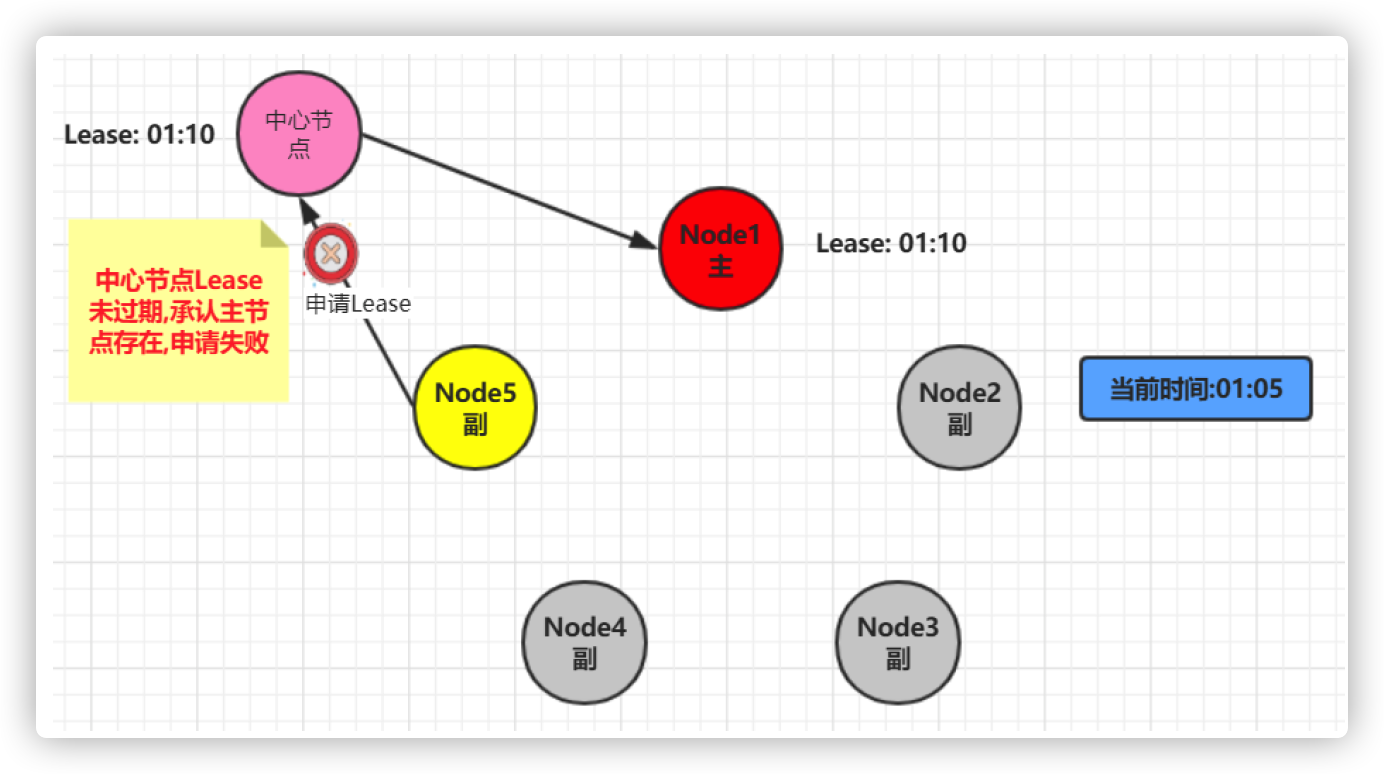 中心节
点
Lease: 01:10
Node1
主
Lease: 01:10
中心节点Lease
未过期,承认主节
点存在,申请失败
申请Lease
Node5
副
Node2
副
当前时间:01:05
Node4
副
Node3
副